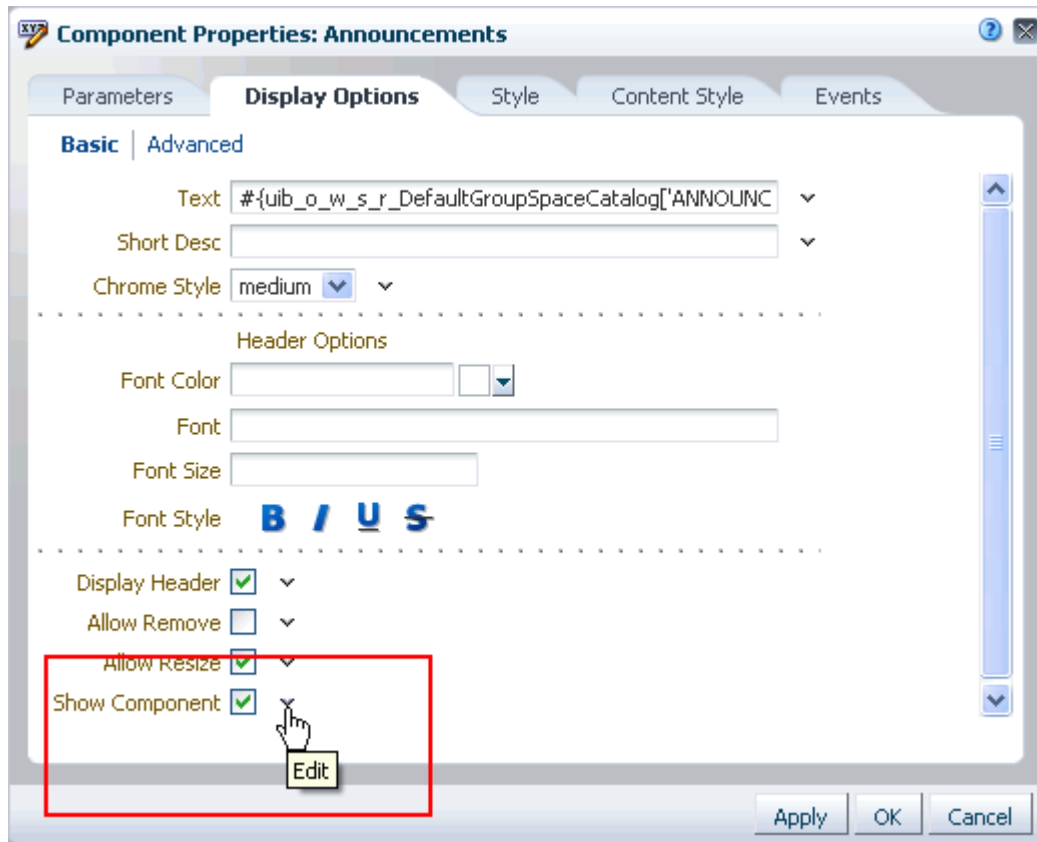 Component Properties: Announcements
Parameters Display Options Style Content Style Events
Basic Advanced
Text #{uib_o_w_s_r_DefaultGroupSpaceCatalog['ANNOUNC
Short Desc
Chrome Style medium
Header Options
Font Color
Font
Font Size
Font Style B I U S
Display Header
Allow Remove
Allow Resize
Show Component
Edit
Apply OK Cancel